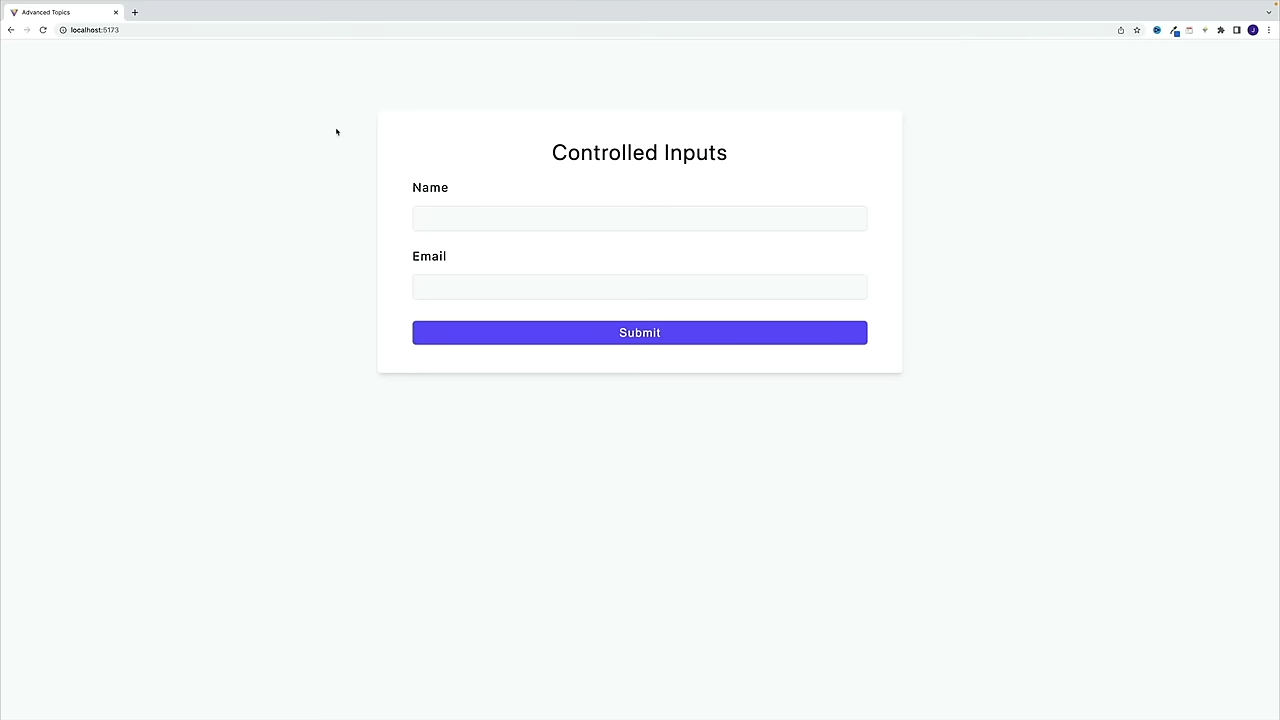 Advanced Topics
localhost:5173
J
Controlled Inputs
Name
Email
Submit